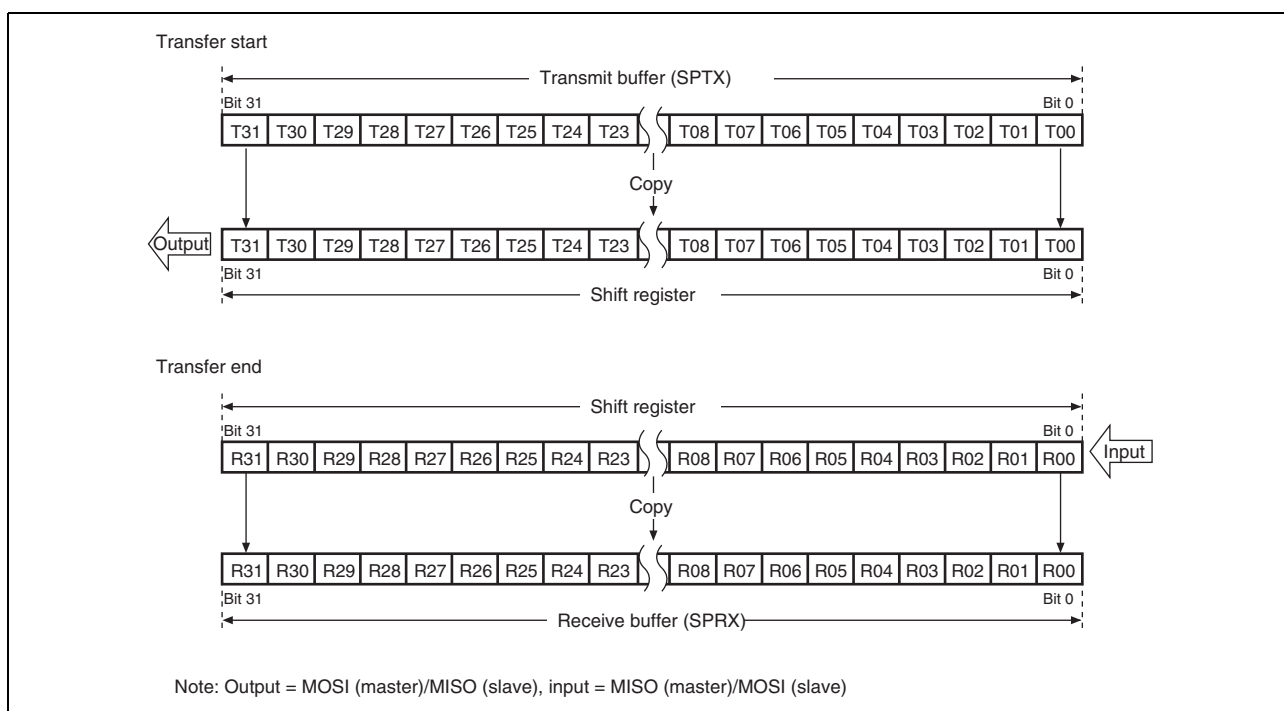 Transfer start
Transmit buffer (SPTX)
Bit 31 Bit 0
T31 T30 T29 T28 T27 T26 T25 T24 T23 T08 T07 T06 T05 T04 T03 T02 T01 T00
Copy
Output T31 T30 T29 T28 T27 T26 T25 T24 T23 T08 T07 T06 T05 T04 T03 T02 T01 T00
Bit 31 Bit 0
Shift register
Transfer end
Shift register
Bit 31 Bit 0
R31 R30 R29 R28 R27 R26 R25 R24 R23 R08 R07 R06 R05 R04 R03 R02 R01 R00 Input
Copy
R31 R30 R29 R28 R27 R26 R25 R24 R23 R08 R07 R06 R05 R04 R03 R02 R01 R00
Bit 31 Bit 0
Receive buffer (SPRX)
Note: Output = MOSI (master)/MISO (slave), input = MISO (master)/MOSI (slave)